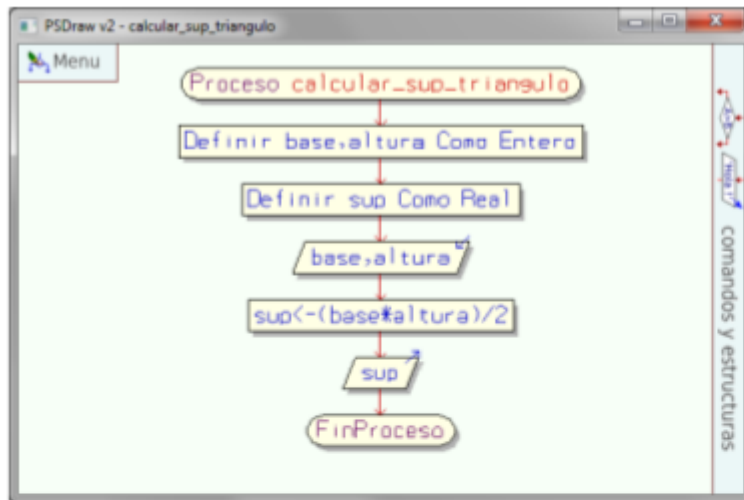 PSDraw v2 - calcular_sup_triangulo
Menu
Proceso calcular_sup_triangulo
Definir base,altura Como Entero
Definir sup Como Real
base,altura
sup<-(base*altura)/2
sup
FinProceso
comandos y estructuras